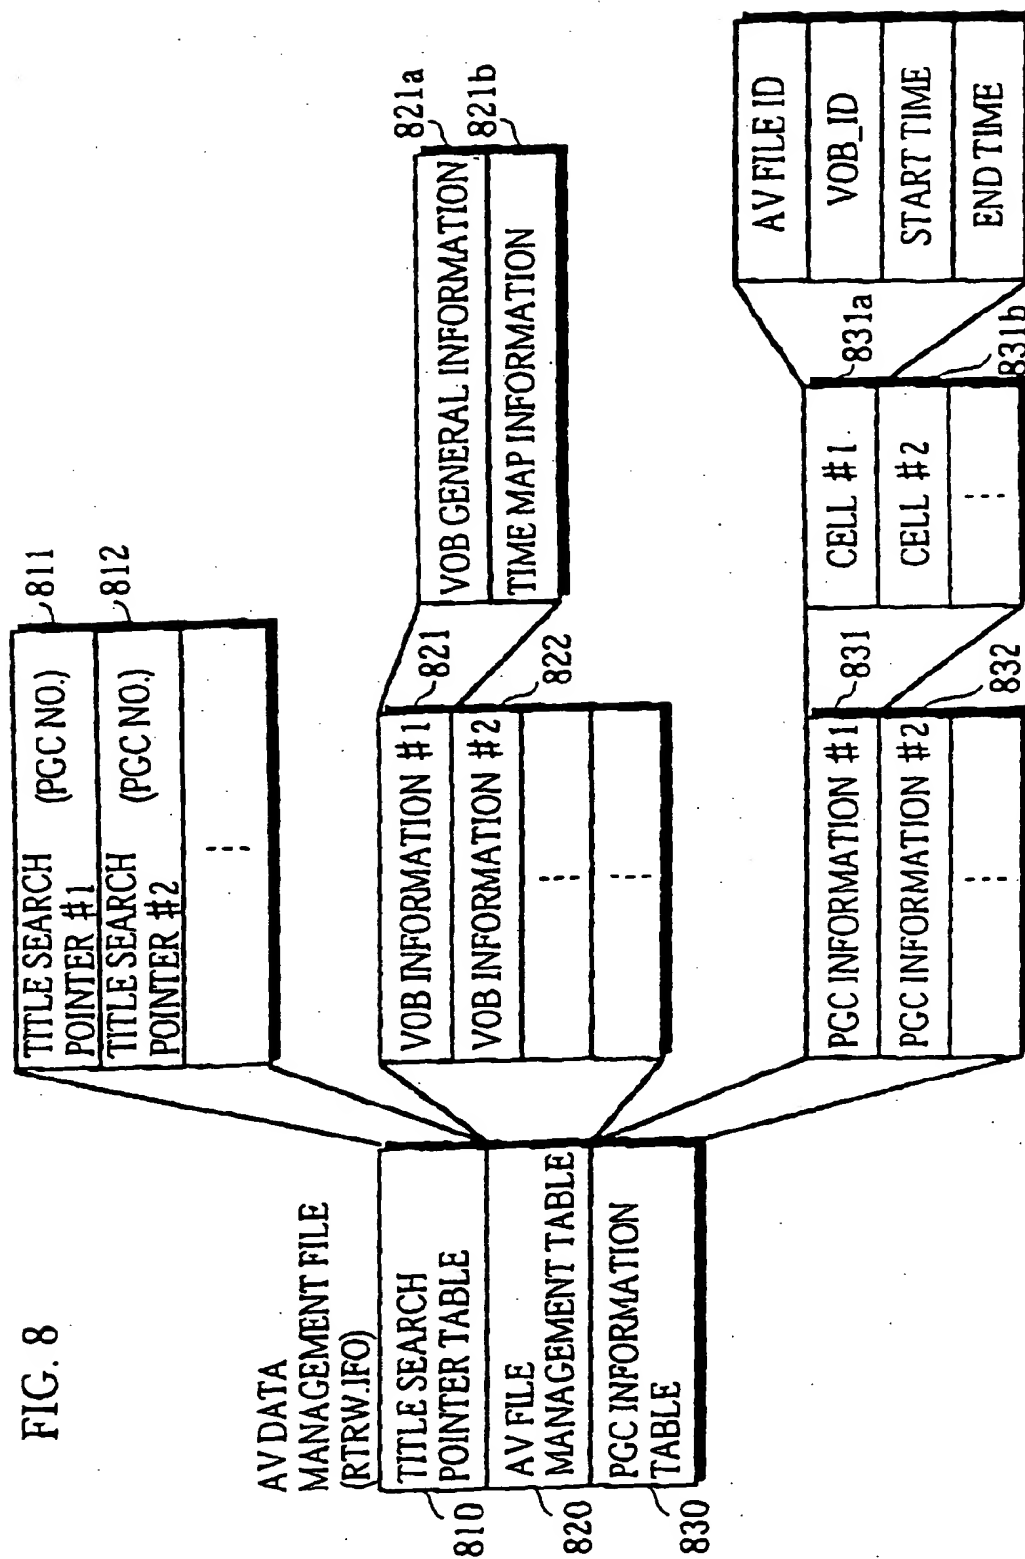 FIG. 8
AV DATA
MANAGEMENT FILE
(RTRW.IFO)
TITLE SEARCH
POINTER TABLE
810
AV FILE
MANAGEMENT TABLE
820
PGC INFORMATION
TABLE
830
TITLE SEARCH (PGC NO.)
POINTER #1
811
TITLE SEARCH (PGC NO.)
POINTER #2
812
VOB INFORMATION #1
821
VOB INFORMATION #2
822
VOB GENERAL INFORMATION
821a
TIME MAP INFORMATION
821b
PGC INFORMATION #1
831
PGC INFORMATION #2
832
CELL #1
831a
CELL #2
831b
AV FILE ID
VOB_ID
START TIME
END TIME